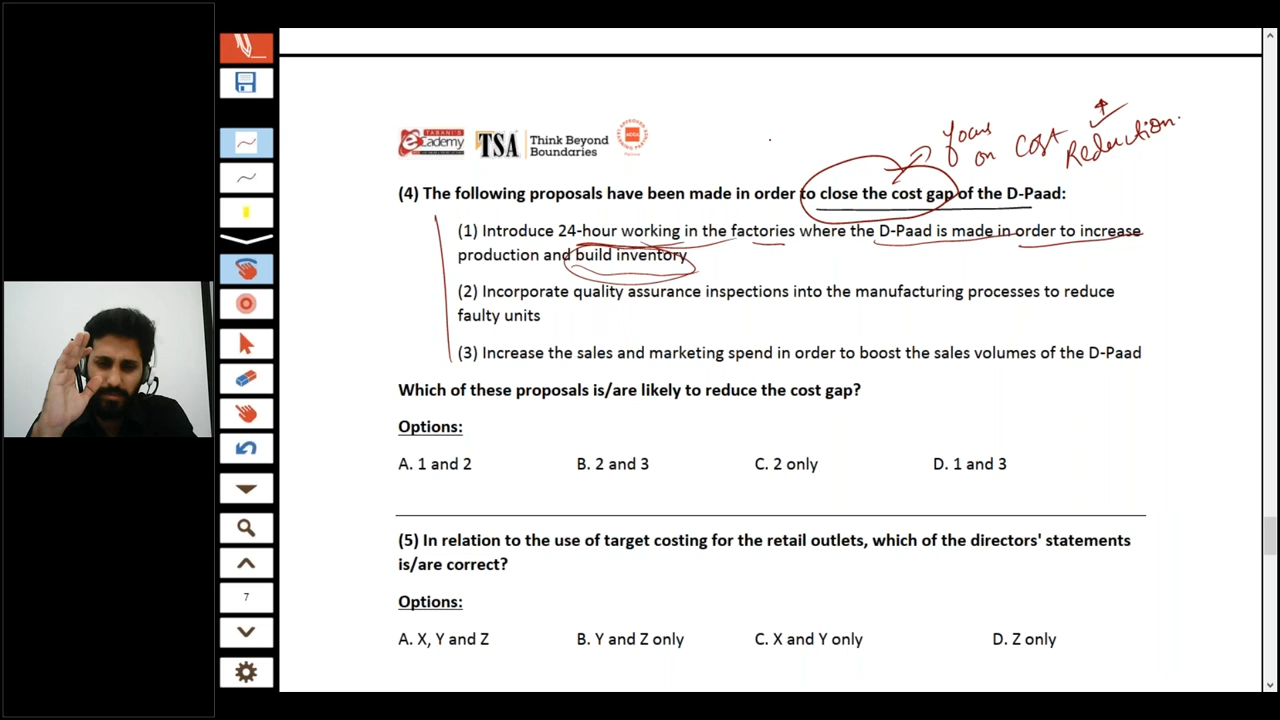 TABANI'S
eCademy
TSA
Think Beyond
Boundaries
ACCA
focus
on Cost
Reduction.
(4) The following proposals have been made in order to close the cost gap of the D-Paad:
(1) Introduce 24-hour working in the factories where the D-Paad is made in order to increase
production and build inventory
(2) Incorporate quality assurance inspections into the manufacturing processes to reduce
faulty units
(3) Increase the sales and marketing spend in order to boost the sales volumes of the D-Paad
Which of these proposals is/are likely to reduce the cost gap?
Options:
A. 1 and 2 B. 2 and 3 C. 2 only D. 1 and 3
(5) In relation to the use of target costing for the retail outlets, which of the directors' statements
is/are correct?
Options:
A. X, Y and Z B. Y and Z only C. X and Y only D. Z only
7